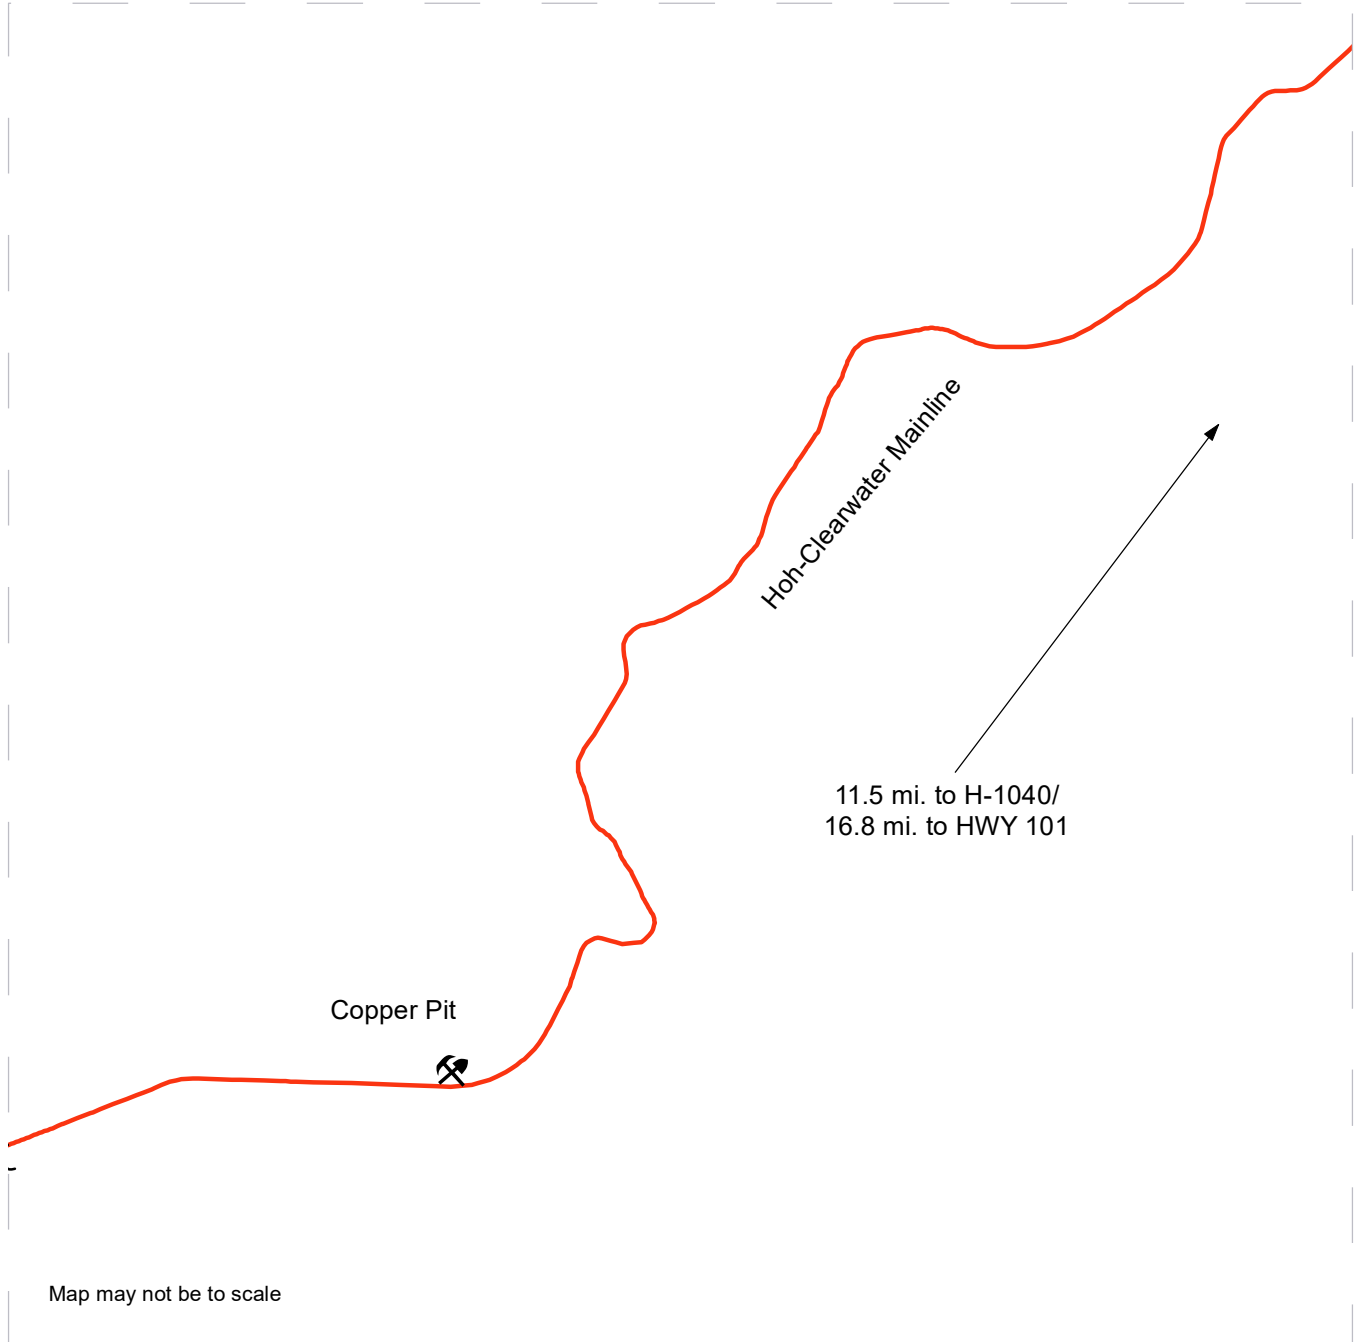 Hoh-Clearwater Mainline
11.5 mi. to H-1040/
16.8 mi. to HWY 101
Copper Pit
Map may not be to scale